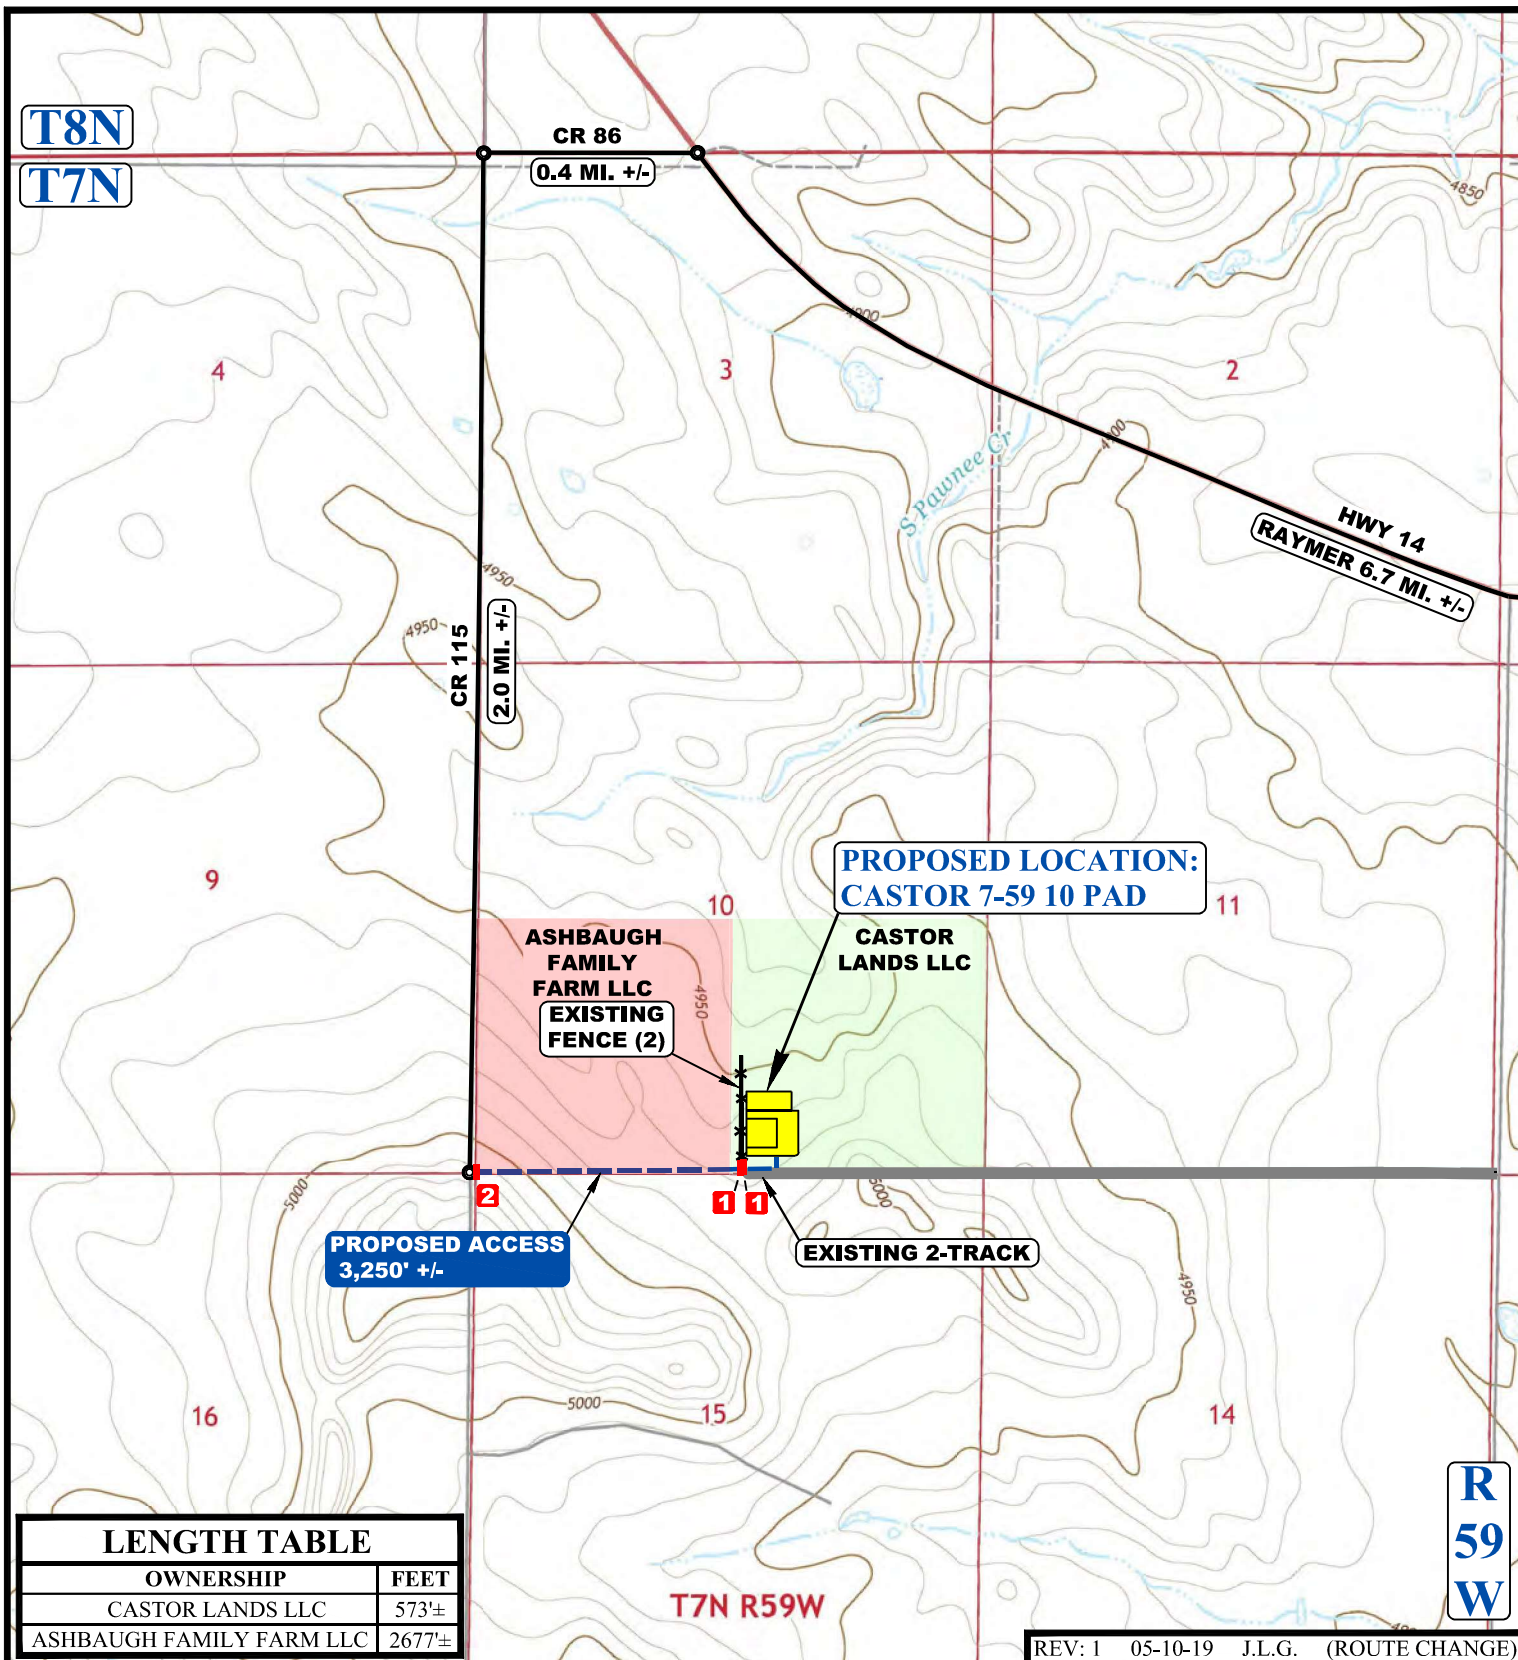 T8N
T7N
CR 86
0.4 MI. +/-
4850
4900
4
3
2
S Pawnee Cr
4900
HWY 14
RAYMER 6.7 MI. +/-
4950
4950
CR 115
2.0 MI. +/-
PROPOSED LOCATION:
CASTOR 7-59 10 PAD
9
10
11
ASHBAUGH
FAMILY
FARM LLC
CASTOR
LANDS LLC
EXISTING
FENCE (2)
4950
2
1
1
5000
5000
PROPOSED ACCESS
3,250' +/-
EXISTING 2-TRACK
4950
5000
16
15
14
R
59
W
LENGTH TABLE
OWNERSHIP FEET
CASTOR LANDS LLC 573'±
ASHBAUGH FAMILY FARM LLC 2677'±
T7N R59W
REV: 1 05-10-19 J.L.G. (ROUTE CHANGE)